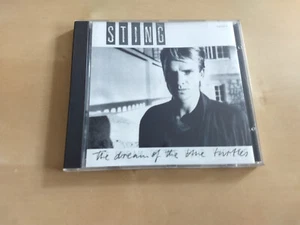 STING
the dream of the blue turtles